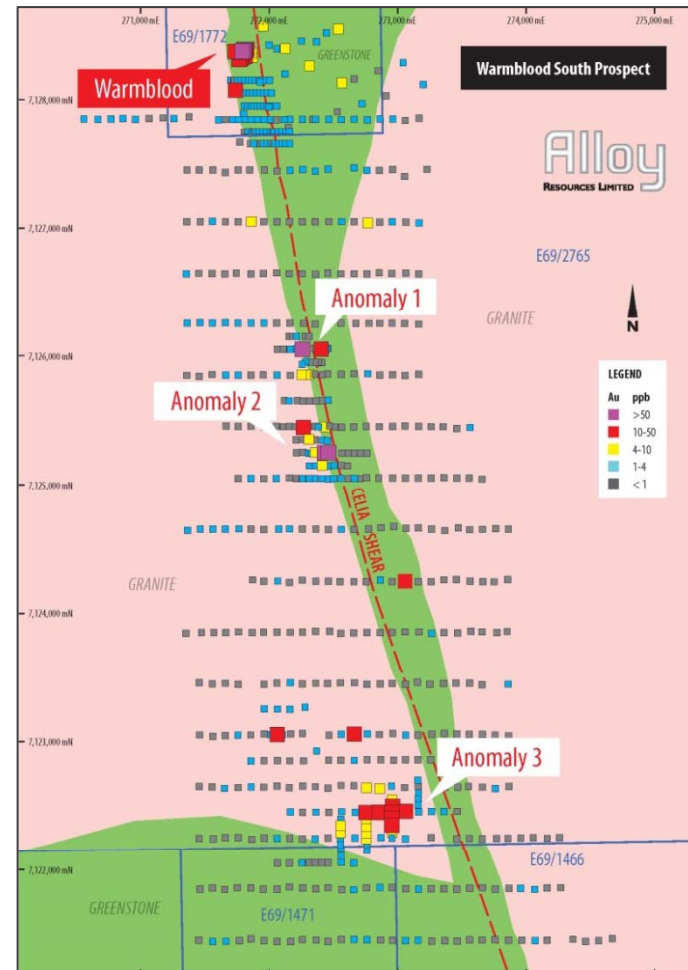 271,000 mE
272,000 mE
273,000 mE
274,000 mE
275,000 mE
E69/1772
GREENSTONE
Warmblood South Prospect
Warmblood
7,128,000 mN
Alloy
RESOURCES LIMITED
7,127,000 mN
E69/2765
Anomaly 1
GRANITE
N
7,126,000 mN
LEGEND
Au ppb
>50
10-50
4-10
1-4
< 1
Anomaly 2
7,125,000 mN
CELIA SHEAR
GRANITE
7,124,000 mN
7,123,000 mN
Anomaly 3
7,122,000 mN
E69/1466
GREENSTONE
E69/1471